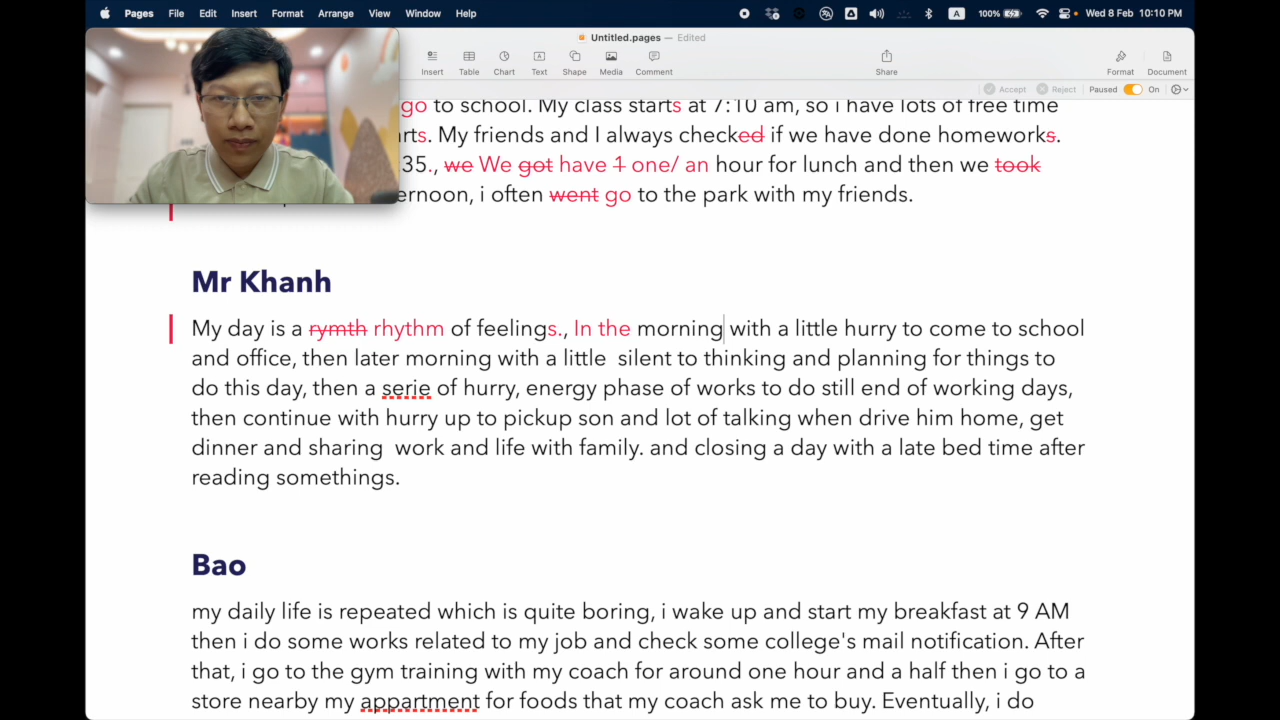 Pages File Edit Insert Format Arrange View Window Help A 100% Wed 8 Feb 10:10 PM
Untitled.pages — Edited
Insert Table Chart Text Shape Media Comment Share Format Document
Accept Reject Paused On
go to school. My class starts at 7:10 am, so i have lots of free time
arts. My friends and I always checked if we have done homeworks.
35., we We got have 1 one/ an hour for lunch and then we took
ernoon, i often went go to the park with my friends.
Mr Khanh
My day is a rymth rhythm of feelings., In the morning with a little hurry to come to school
and office, then later morning with a little silent to thinking and planning for things to
do this day, then a serie of hurry, energy phase of works to do still end of working days,
then continue with hurry up to pickup son and lot of talking when drive him home, get
dinner and sharing work and life with family. and closing a day with a late bed time after
reading somethings.
Bao
my daily life is repeated which is quite boring, i wake up and start my breakfast at 9 AM
then i do some works related to my job and check some college's mail notification. After
that, i go to the gym training with my coach for around one hour and a half then i go to a
store nearby my appartment for foods that my coach ask me to buy. Eventually, i do